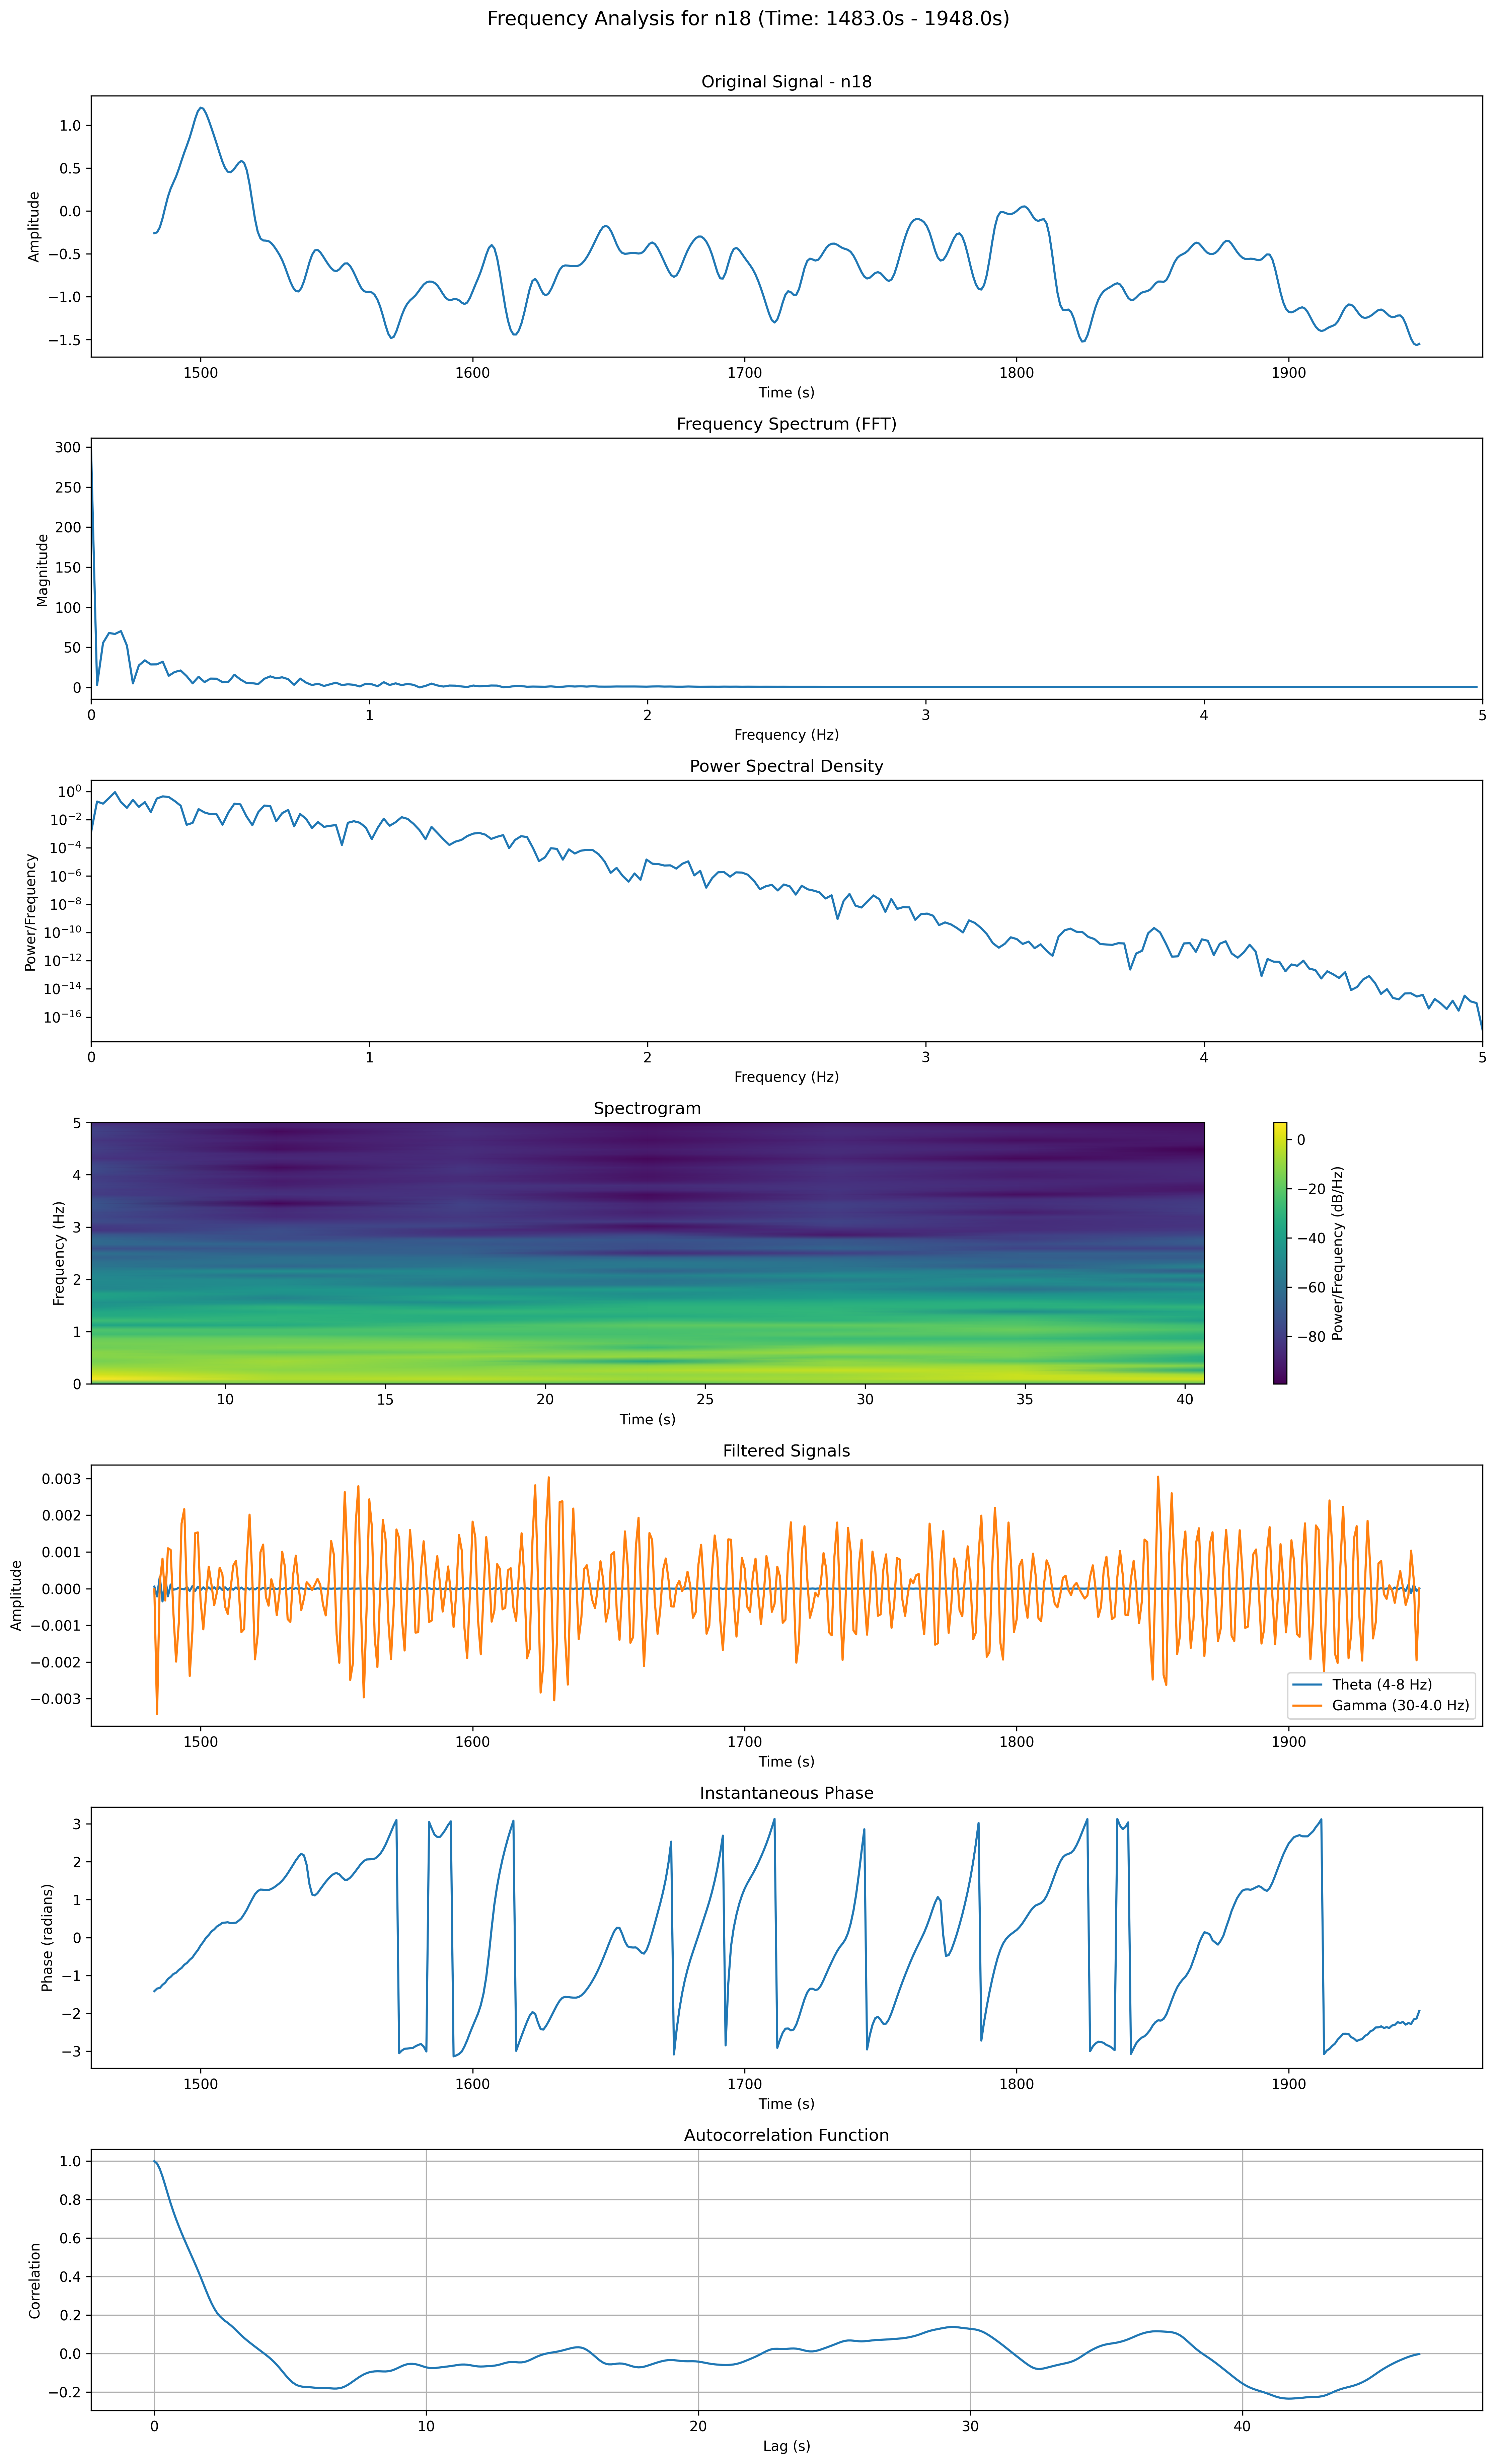 Frequency Analysis for n18 (Time: 1483.0s - 1948.0s)
Original Signal - n18
Amplitude
1.0
0.5
0.0
−0.5
−1.0
−1.5
1500 1600 1700 1800 1900
Time (s)
Frequency Spectrum (FFT)
Magnitude
300
250
200
150
100
50
0
0 1 2 3 4 5
Frequency (Hz)
Power Spectral Density
Power/Frequency
10⁰
10⁻²
10⁻⁴
10⁻⁶
10⁻⁸
10⁻¹⁰
10⁻¹²
10⁻¹⁴
10⁻¹⁶
0 1 2 3 4 5
Frequency (Hz)
Spectrogram
Frequency (Hz)
5
4
3
2
1
0
10 15 20 25 30 35 40
Time (s)
0
−20
−40
−60
−80
Power/Frequency (dB/Hz)
Filtered Signals
Amplitude
0.003
0.002
0.001
0.000
−0.001
−0.002
−0.003
Theta (4-8 Hz)
Gamma (30-4.0 Hz)
1500 1600 1700 1800 1900
Time (s)
Instantaneous Phase
Phase (radians)
3
2
1
0
−1
−2
−3
1500 1600 1700 1800 1900
Time (s)
Autocorrelation Function
Correlation
1.0
0.8
0.6
0.4
0.2
0.0
−0.2
0 10 20 30 40
Lag (s)